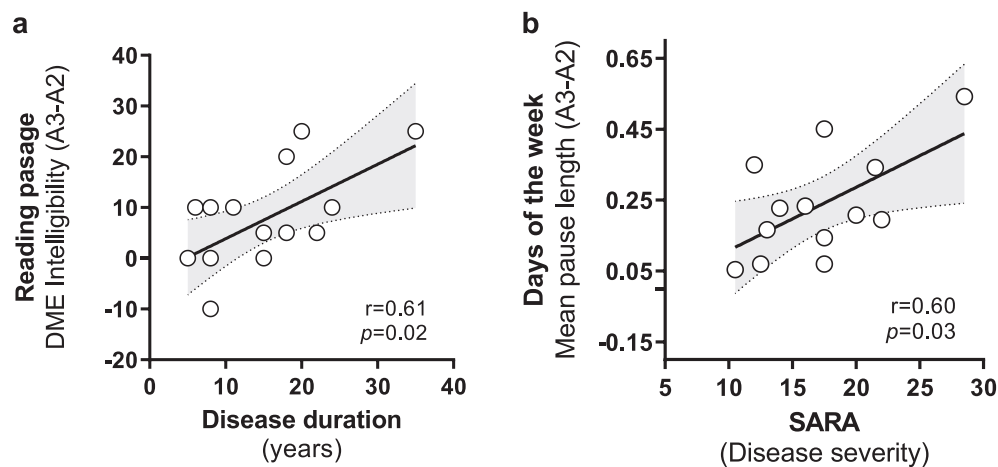 a
Reading pasage
DME Intelligibility (A3-A2)
40
30
20
10
0
-10
-20
r=0.61
p=0.02
0
10
20
30
40
Disease duration
(years)
b
Days of the week
Mean pause length (A3-A2)
0.65
0.45
0.25
0.05
-0.15
r=0.60
p=0.03
5
10
15
20
25
30
SARA
(Disease severity)